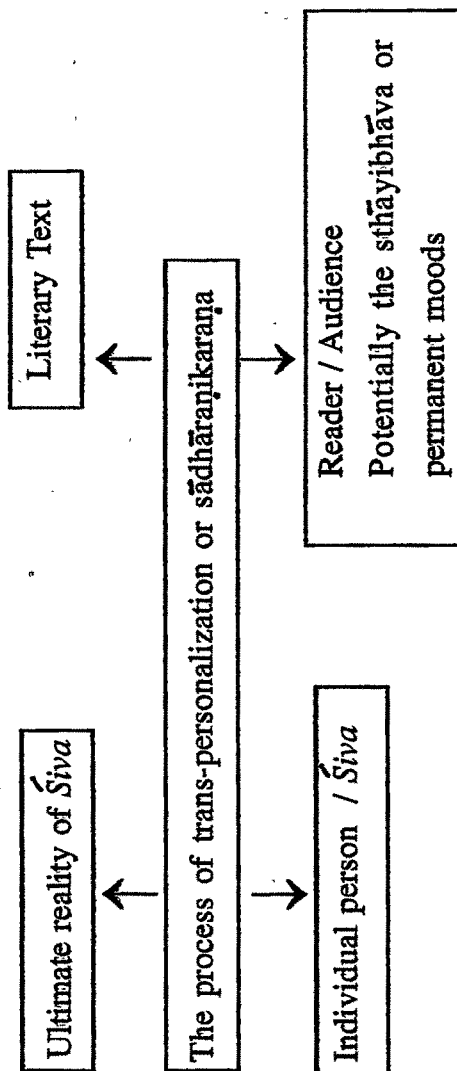 Ultimate reality of Śiva
Literary Text
The process of trans-personalization or sādhāraṇikaraṇa
Individual person / Śiva
Reader / Audience
Potentially the sthāyibhāva or
permanent moods